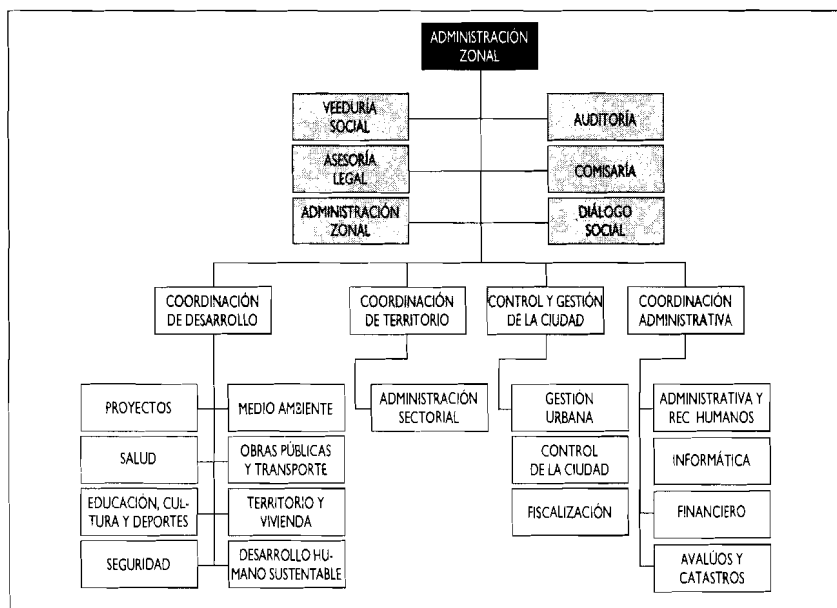 ADMINISTRACIÓN
ZONAL
VEEDURÍA
SOCIAL
AUDITORÍA
ASESORÍA
LEGAL
COMISARÍA
ADMINISTRACIÓN
ZONAL
DIÁLOGO
SOCIAL
COORDINACIÓN
DE DESARROLLO
COORDINACIÓN
DE TERRITORIO
CONTROL Y GESTIÓN
DE LA CIUDAD
COORDINACIÓN
ADMINISTRATIVA
PROYECTOS
MEDIO AMBIENTE
SALUD
OBRAS PÚBLICAS
Y TRANSPORTE
EDUCACIÓN, CUL-
TURA Y DEPORTES
TERRITORIO Y
VIVIENDA
SEGURIDAD
DESARROLLO HU-
MANO SUSTENTABLE
ADMINISTRACIÓN
SECTORIAL
GESTIÓN
URBANA
CONTROL
DE LA CIUDAD
FISCALIZACIÓN
ADMINISTRATIVA Y
REC HUMANOS
INFORMÁTICA
FINANCIERO
AVALÚOS Y
CATASTROS